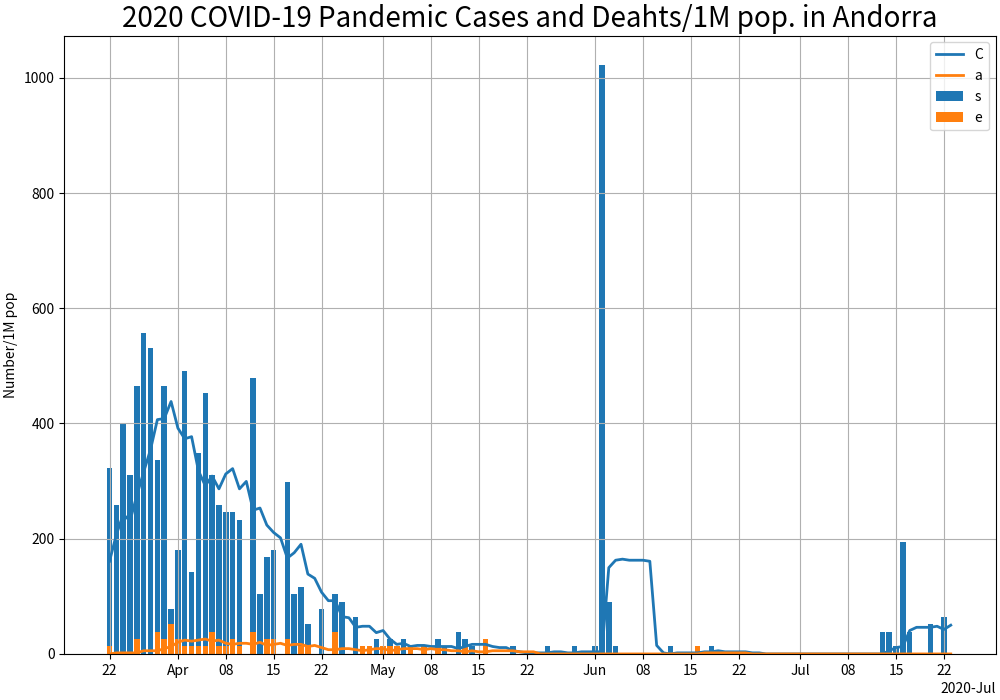 2020 COVID-19 Pandemic Cases and Deahts/1M pop. in Andorra
Number/1M pop
1000
800
600
400
200
0
C
a
s
e
22 Apr 08 15 22 May 08 15 22 Jun 08 15 22 Jul 08 15 22
2020-Jul